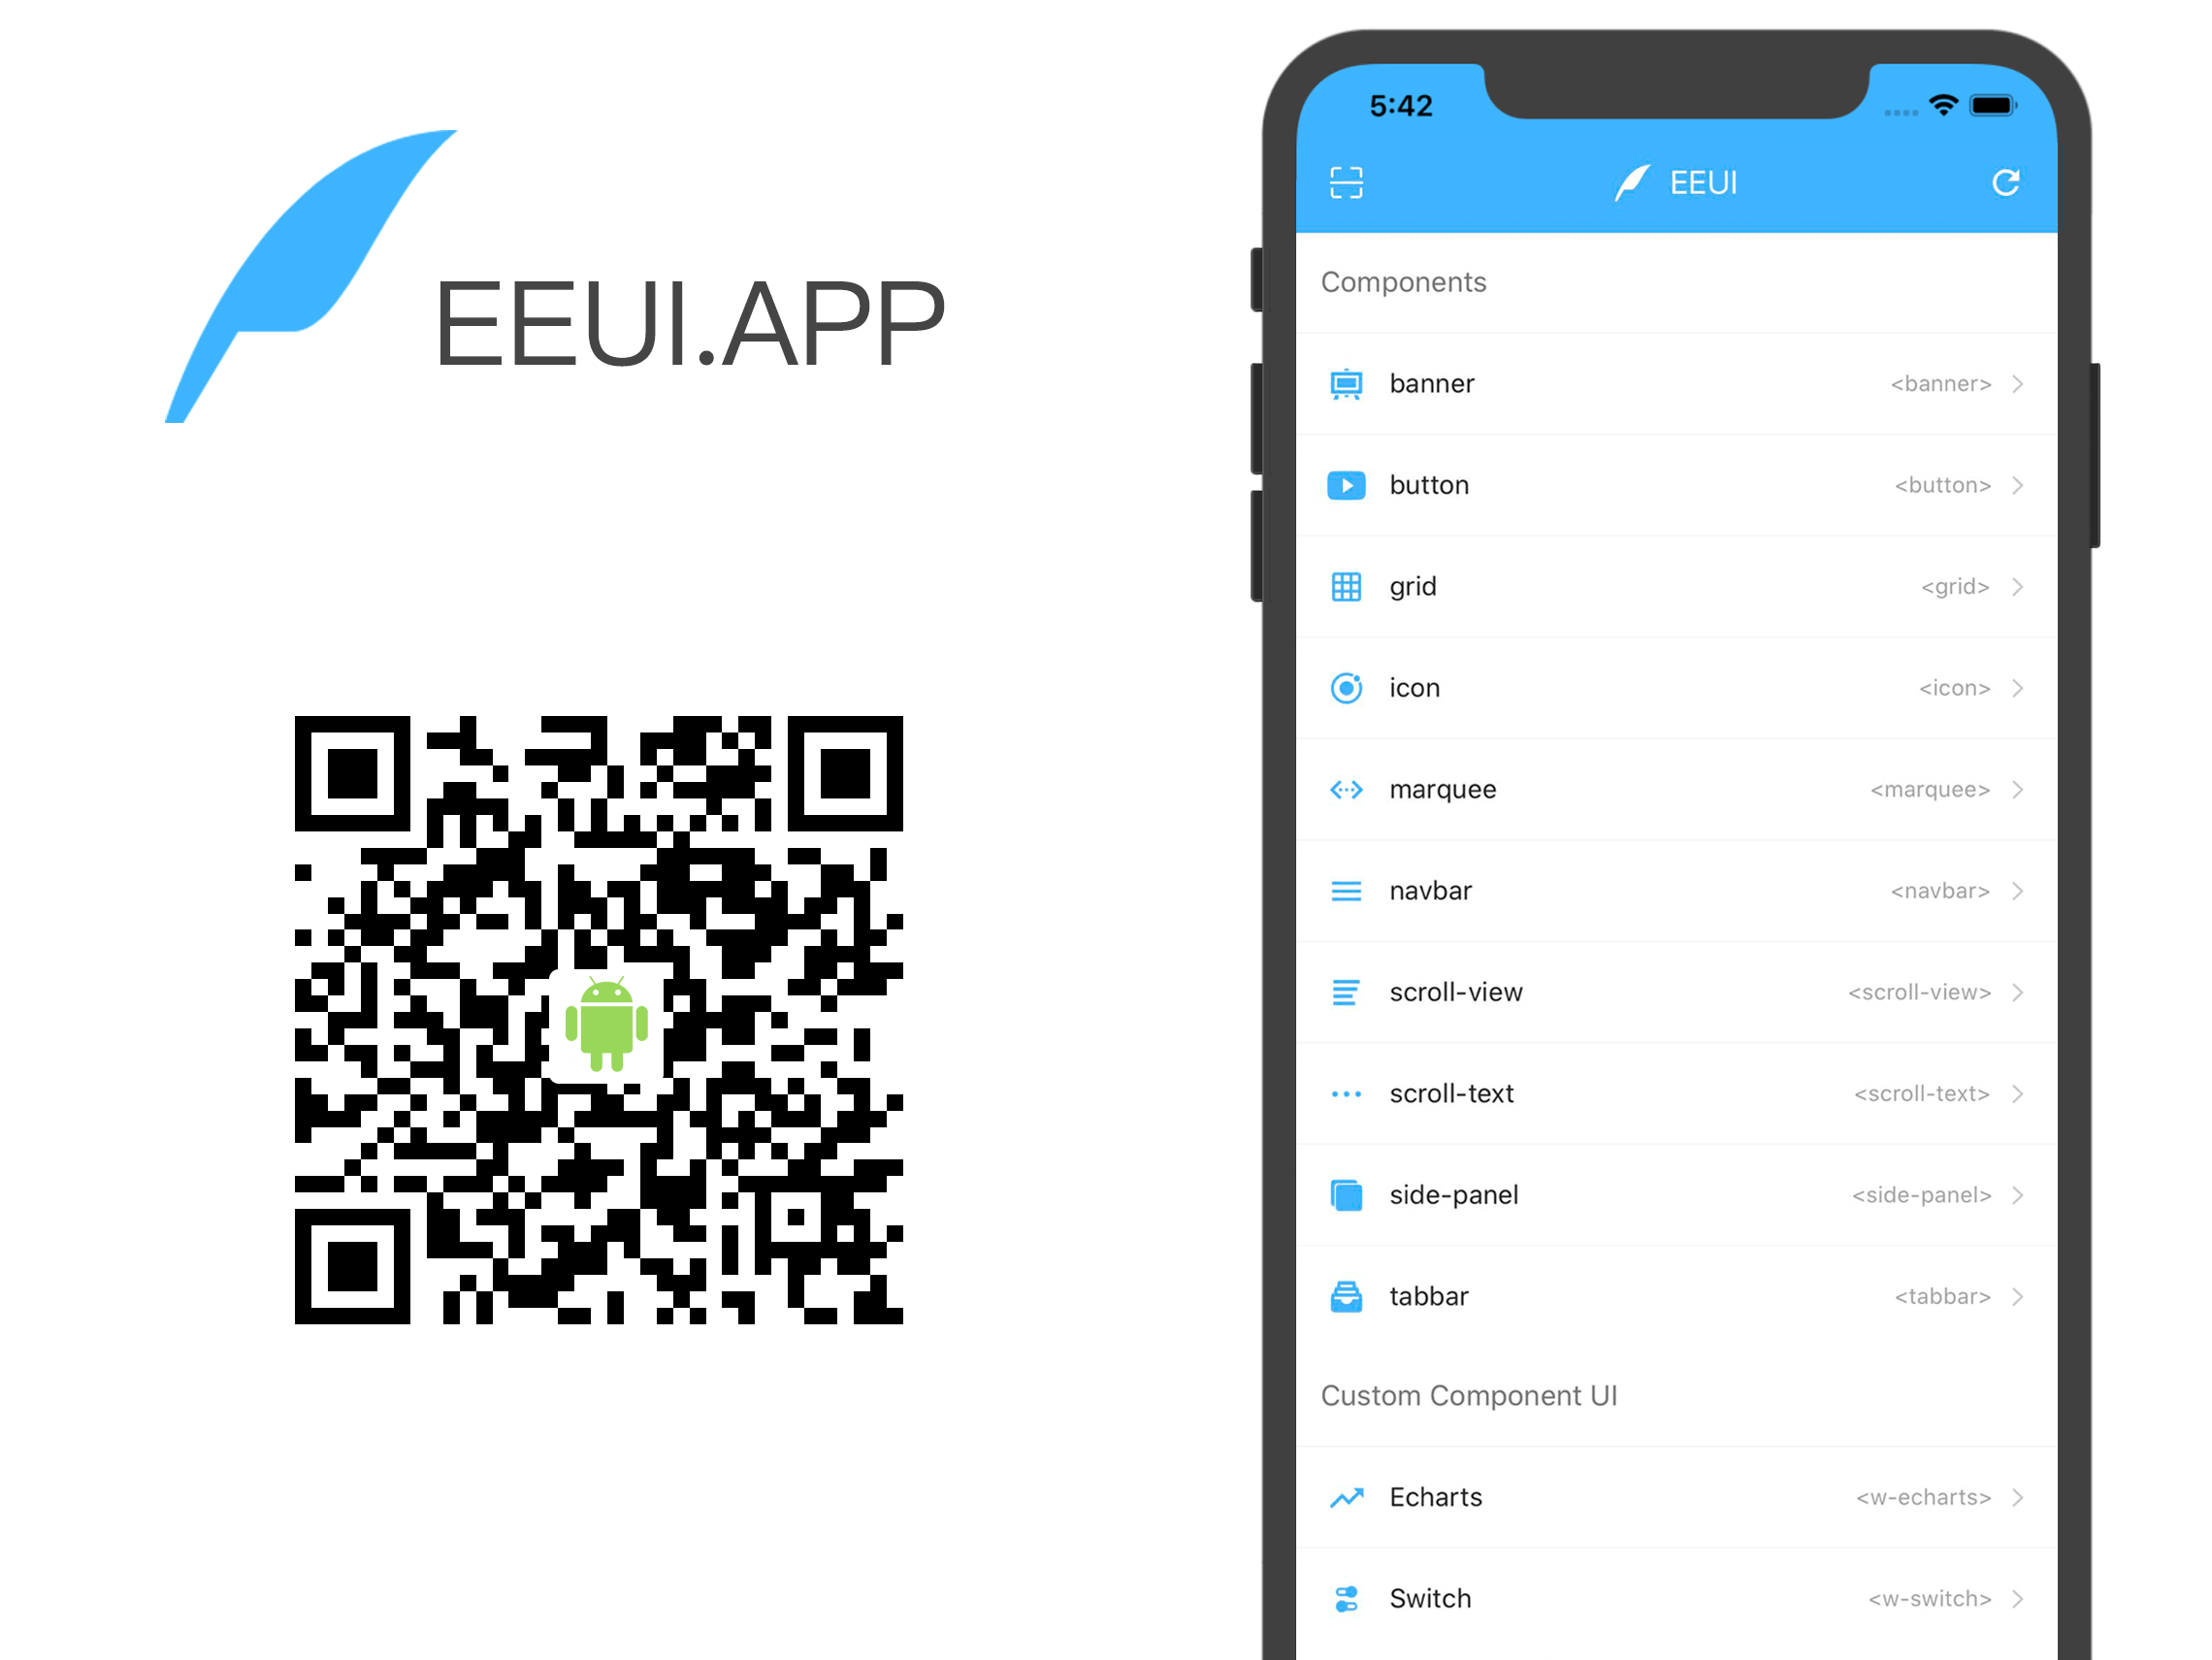 EEUI.APP
5:42
EEUI
Components
banner <banner>
button <button>
grid <grid>
icon <icon>
marquee <marquee>
navbar <navbar>
scroll-view <scroll-view>
scroll-text <scroll-text>
side-panel <side-panel>
tabbar <tabbar>
Custom Component UI
Echarts <w-echarts>
Switch <w-switch>